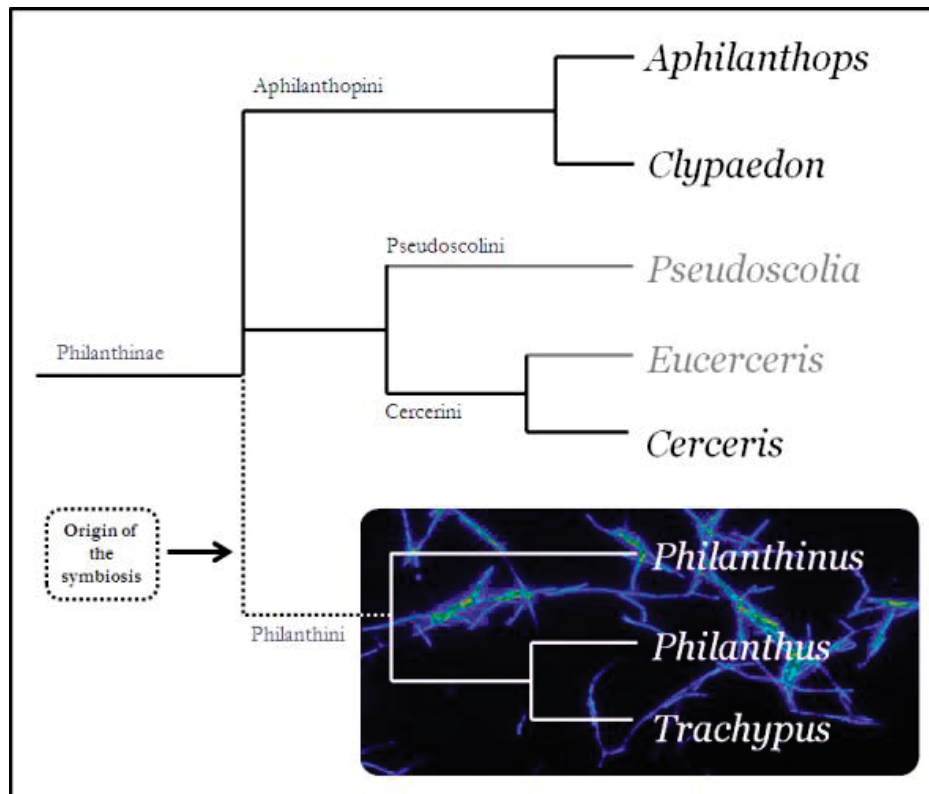 Aphilanthopini
Aphilanthops
Clypaedon
Pseudoscolini
Pseudoscolia
Philanthinae
Eucerceris
Cercerini
Cerceris
Origin of
the
symbiosis
Philanthini
Philanthinus
Philanthus
Trachypus